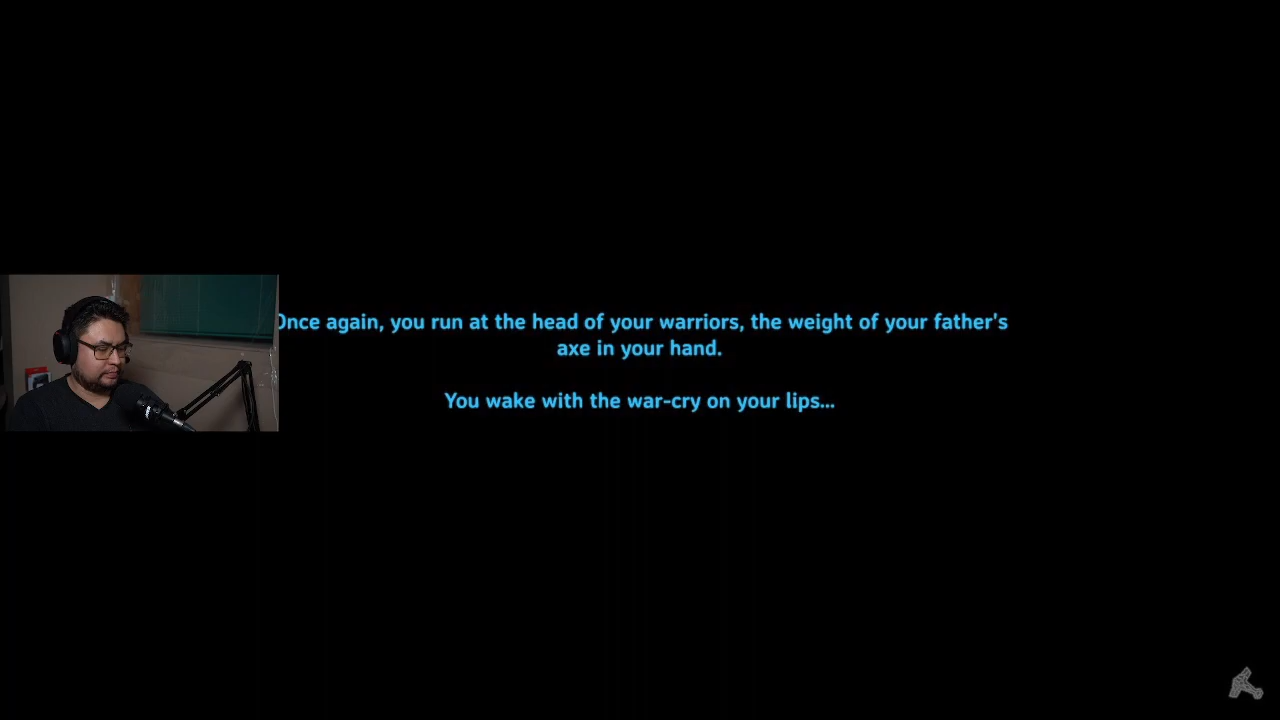 Once again, you run at the head of your warriors, the weight of your father's
axe in your hand.
You wake with the war-cry on your lips...